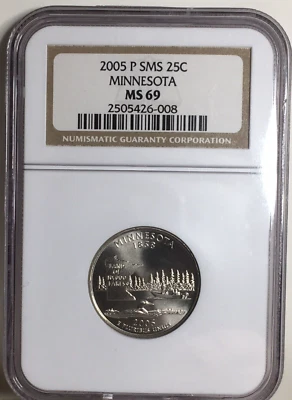 2005 P SMS 25C
MINNESOTA
MS 69
2505426-008
NUMISMATIC GUARANTY CORPORATION
MINNESOTA
1858
LAND
OF
10,000
LAKES
2005
E PLURIBUS UNUM